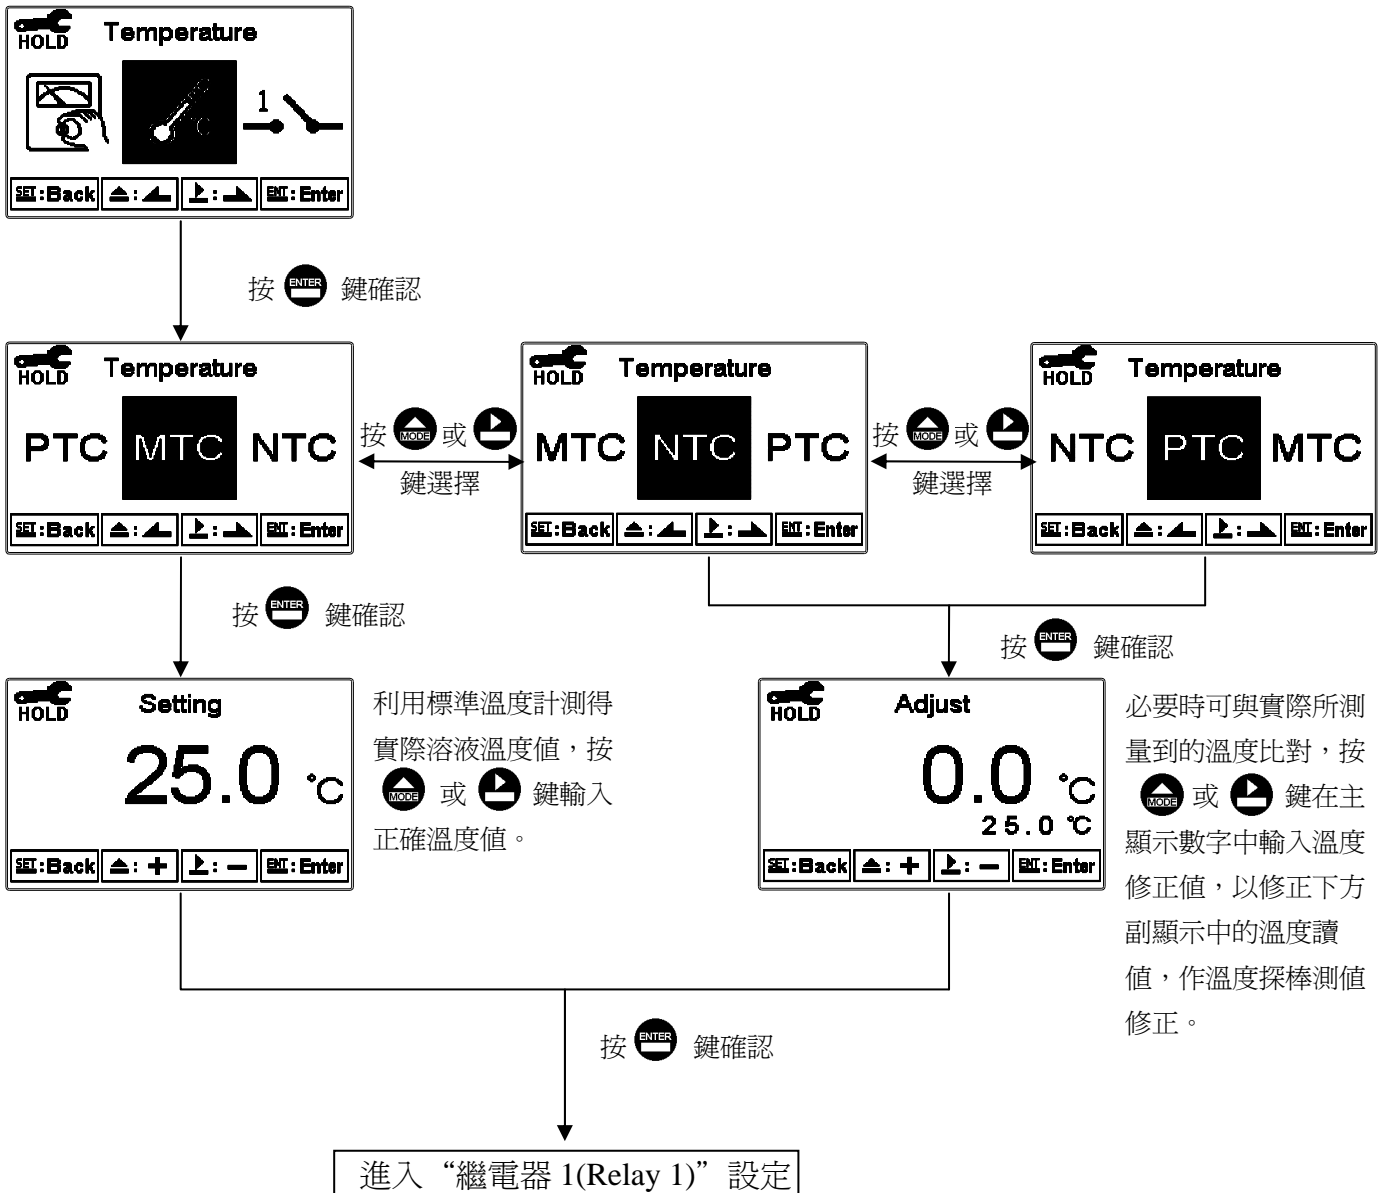 HOLD Temperature
1
°C
SET:Back ENT:Enter
按 ENTER 鍵確認
HOLD Temperature
PTC MTC NTC
SET:Back ENT:Enter
按 MODE 或 鍵選擇
HOLD Temperature
MTC NTC PTC
SET:Back ENT:Enter
按 MODE 或 鍵選擇
HOLD Temperature
NTC PTC MTC
SET:Back ENT:Enter
按 ENTER 鍵確認
按 ENTER 鍵確認
HOLD Setting
25.0 °C
SET:Back : + : − ENT:Enter
利用標準溫度計測得
實際溶液溫度值，按
MODE 或 鍵輸入
正確溫度值。
HOLD Adjust
0.0 °C
25.0 °C
SET:Back : + : − ENT:Enter
必要時可與實際所測
量到的溫度比對，按
MODE 或 鍵在主
顯示數字中輸入溫度
修正值，以修正下方
副顯示中的溫度讀
值，作溫度探棒測值
修正。
按 ENTER 鍵確認
進入“繼電器 1(Relay 1)”設定